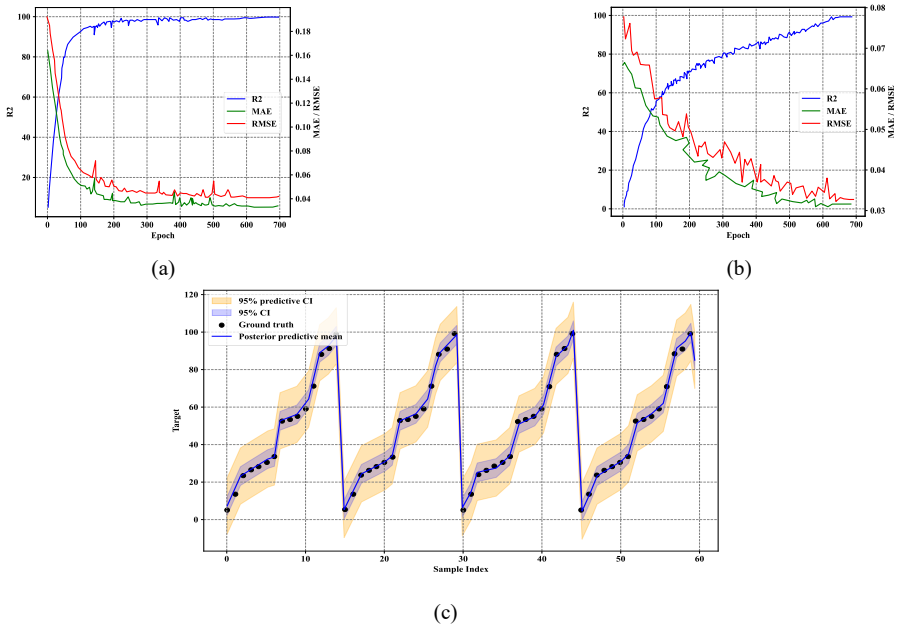 100
80
60
40
20
R2
0.18
0.16
0.14
0.12
0.10
0.08
0.06
0.04
MAE / RMSE
R2
MAE
RMSE
0 100 200 300 400 500 600 700
Epoch
(a)
100
80
60
40
20
0
R2
0.08
0.07
0.06
0.05
0.04
0.03
MAE / RMSE
R2
MAE
RMSE
0 100 200 300 400 500 600 700
Epoch
(b)
120
100
80
60
40
20
0
Target
95% predictive CI
95% CI
Ground truth
Posterior predictive mean
0 10 20 30 40 50 60
Sample Index
(c)